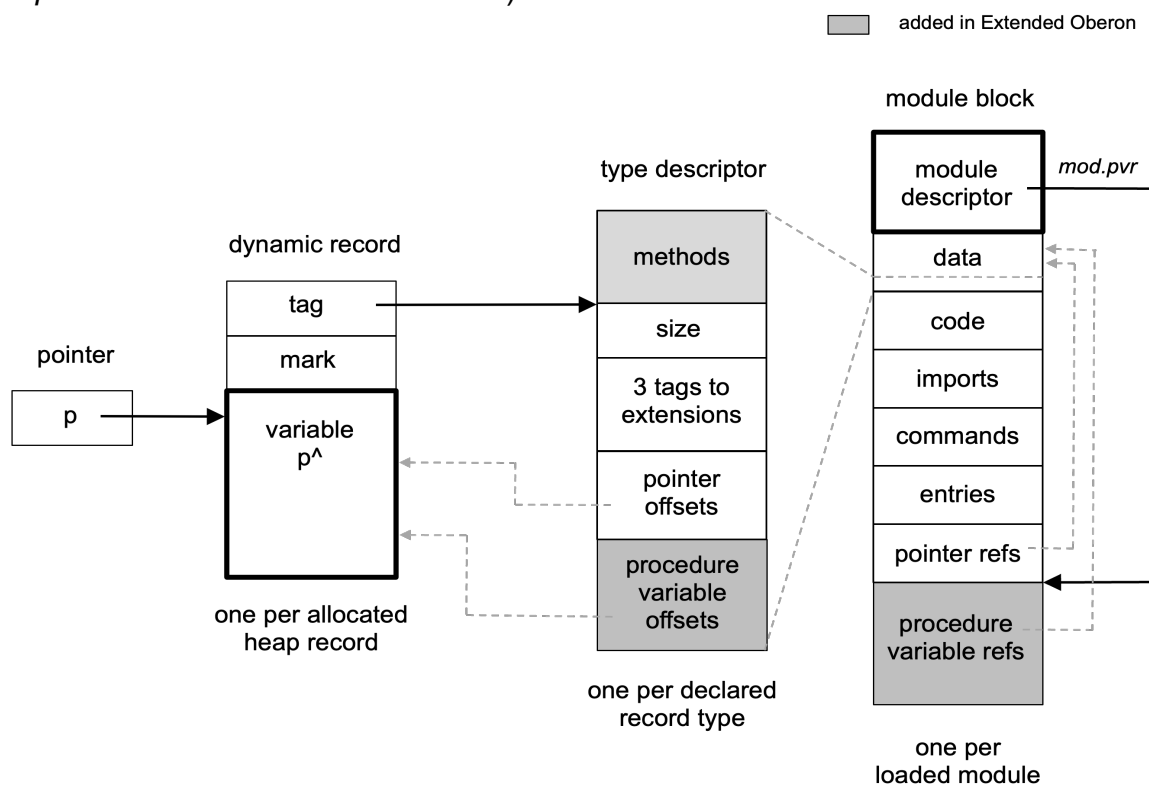 added in Extended Oberon
module block
module
descriptor
mod.pvr
type descriptor
methods
data
dynamic record
tag
size
code
pointer
mark
3 tags to
extensions
imports
p
variable
p^
commands
pointer
offsets
entries
procedure
variable
offsets
pointer refs
one per allocated
heap record
procedure
variable refs
one per declared
record type
one per
loaded module